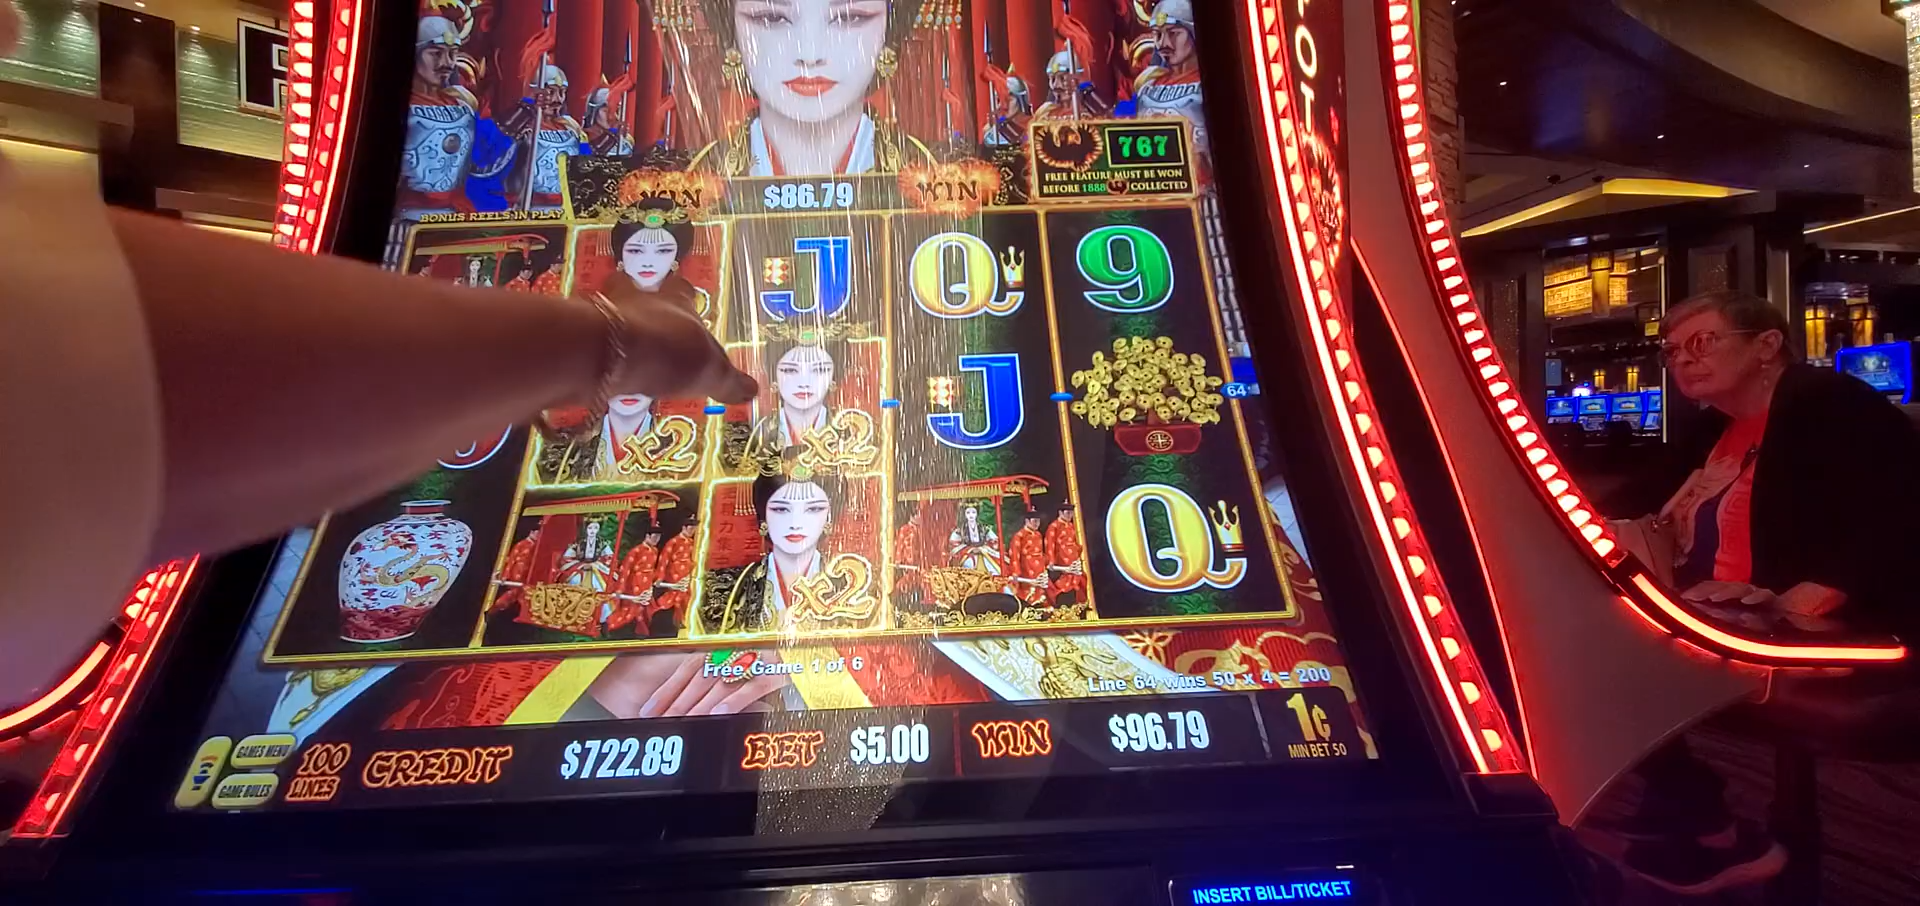 POT
767
FREE FEATURE MUST BE WON
BEFORE 1888 COLLECTED
WIN
$86.79
WIN
BONUS REELS IN PLAY
J
Q
9
x2
x2
J
64
x2
Q
Free Game 1 of 6
Line 64 wins 50 x 4 = 200
GAMES MENU
GAME RULES
100
LINES
CREDIT
$722.89
BET
$5.00
WIN
$96.79
1¢
MIN BET 50
INSERT BILL/TICKET